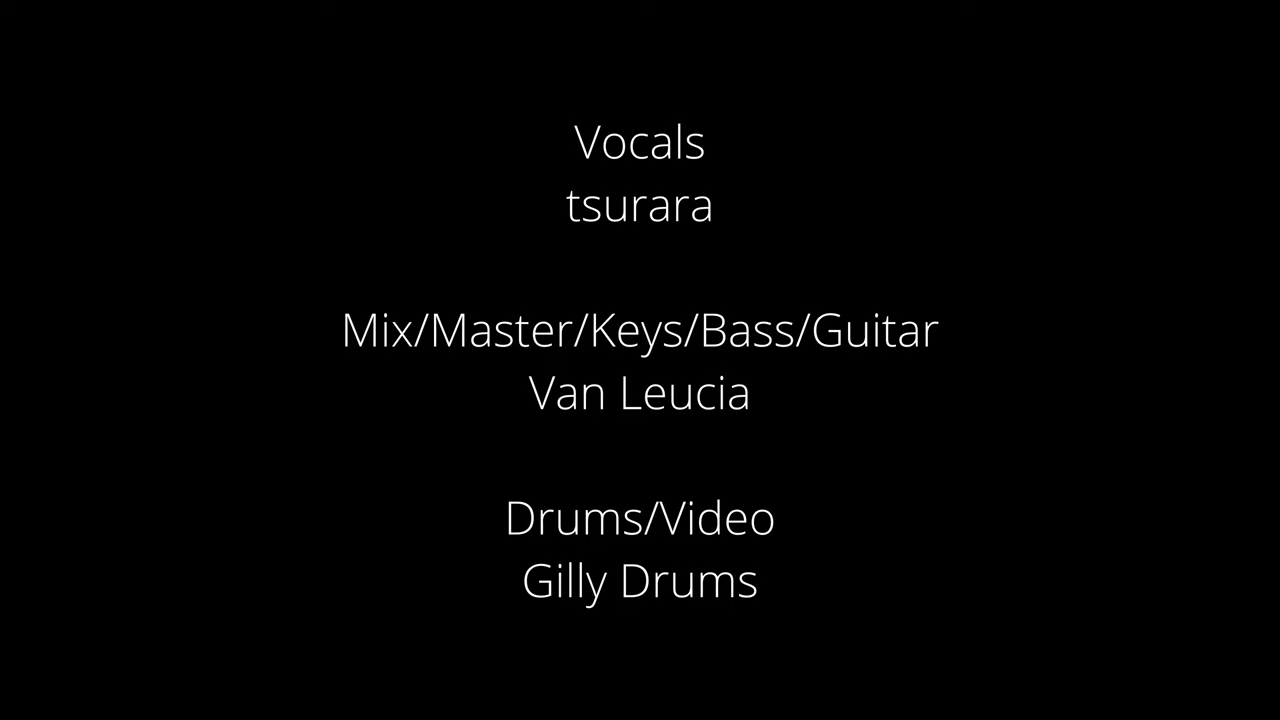 Vocals
tsurara
Mix/Master/Keys/Bass/Guitar
Van Leucia
Drums/Video
Gilly Drums